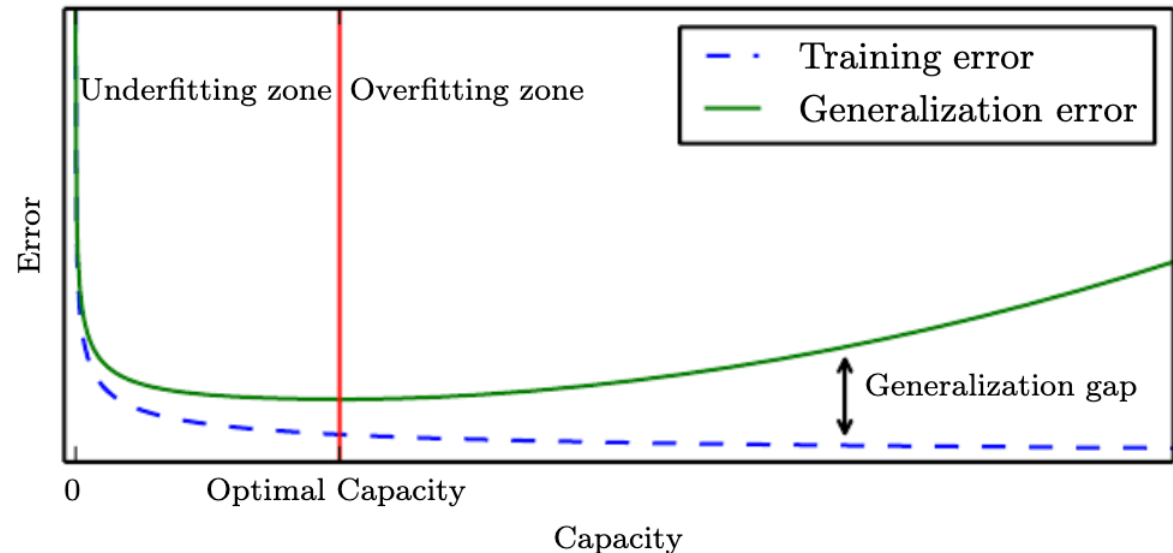 Training error
Generalization error
Underfitting zone
Overfitting zone
Error
Generalization gap
0
Optimal Capacity
Capacity